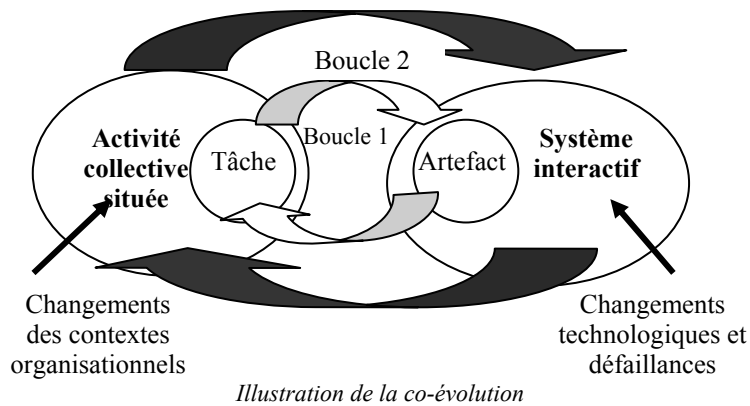 Boucle 2
Boucle 1
Activité
collective
située
Tâche
Artefact
Système
interactif
Changements
des contextes
organisationnels
Changements
technologiques et
défaillances
Illustration de la co-évolution